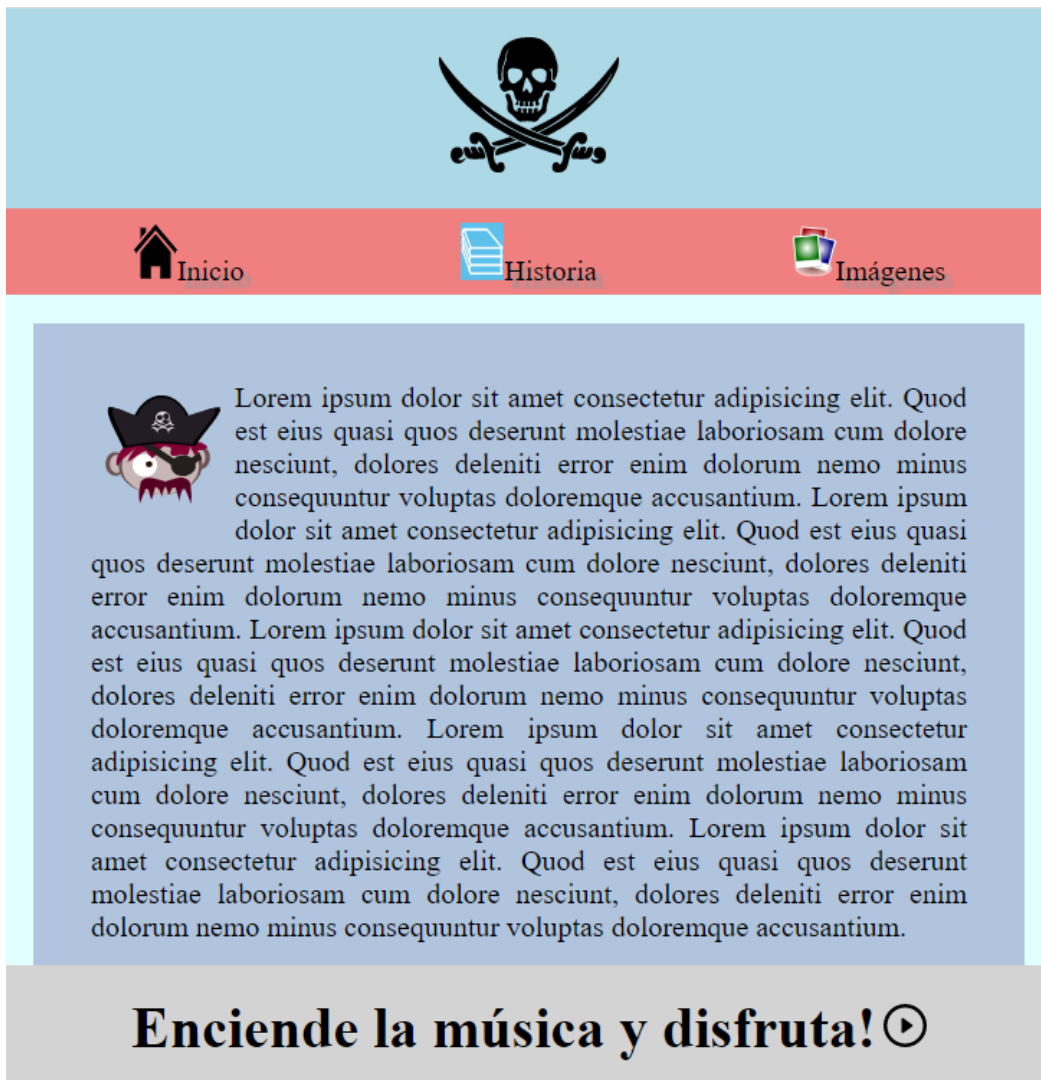 Inicio
Historia
Imágenes
Lorem ipsum dolor sit amet consectetur adipisicing elit. Quod
est eius quasi quos deserunt molestiae laboriosam cum dolore
nesciunt, dolores deleniti error enim dolorum nemo minus
consequuntur voluptas doloremque accusantium. Lorem ipsum
dolor sit amet consectetur adipisicing elit. Quod est eius quasi
quos deserunt molestiae laboriosam cum dolore nesciunt, dolores deleniti
error enim dolorum nemo minus consequuntur voluptas doloremque
accusantium. Lorem ipsum dolor sit amet consectetur adipisicing elit. Quod
est eius quasi quos deserunt molestiae laboriosam cum dolore nesciunt,
dolores deleniti error enim dolorum nemo minus consequuntur voluptas
doloremque accusantium. Lorem ipsum dolor sit amet consectetur
adipisicing elit. Quod est eius quasi quos deserunt molestiae laboriosam
cum dolore nesciunt, dolores deleniti error enim dolorum nemo minus
consequuntur voluptas doloremque accusantium. Lorem ipsum dolor sit
amet consectetur adipisicing elit. Quod est eius quasi quos deserunt
molestiae laboriosam cum dolore nesciunt, dolores deleniti error enim
dolorum nemo minus consequuntur voluptas doloremque accusantium.
Enciende la música y disfruta!